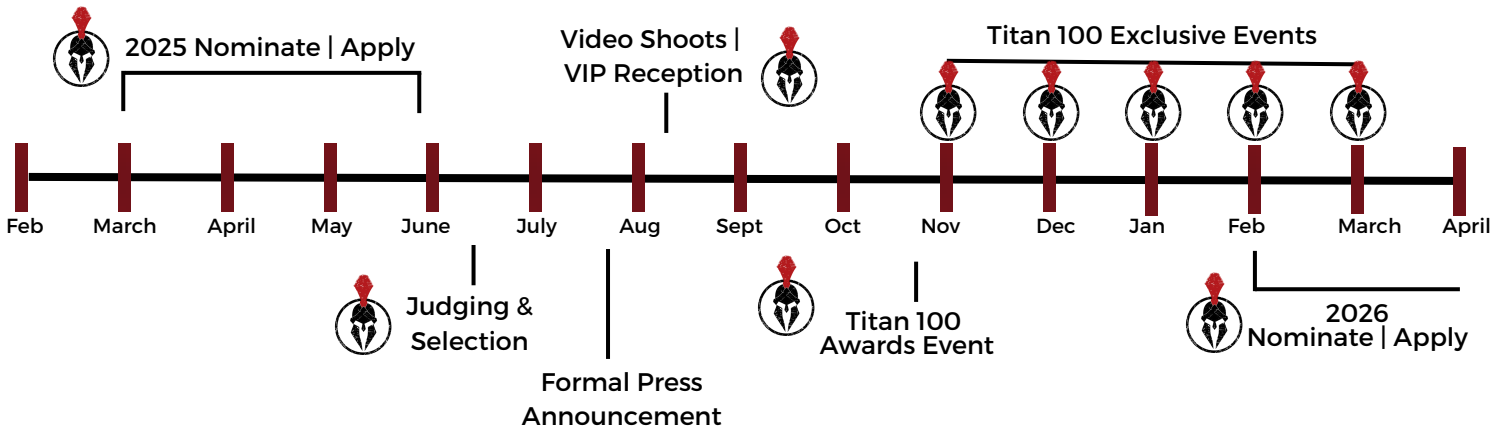 2025 Nominate | Apply
Video Shoots |
VIP Reception
Titan 100 Exclusive Events
Feb
March
April
May
June
July
Aug
Sept
Oct
Nov
Dec
Jan
Feb
March
April
Judging &
Selection
Formal Press
Announcement
Titan 100
Awards Event
2026
Nominate | Apply